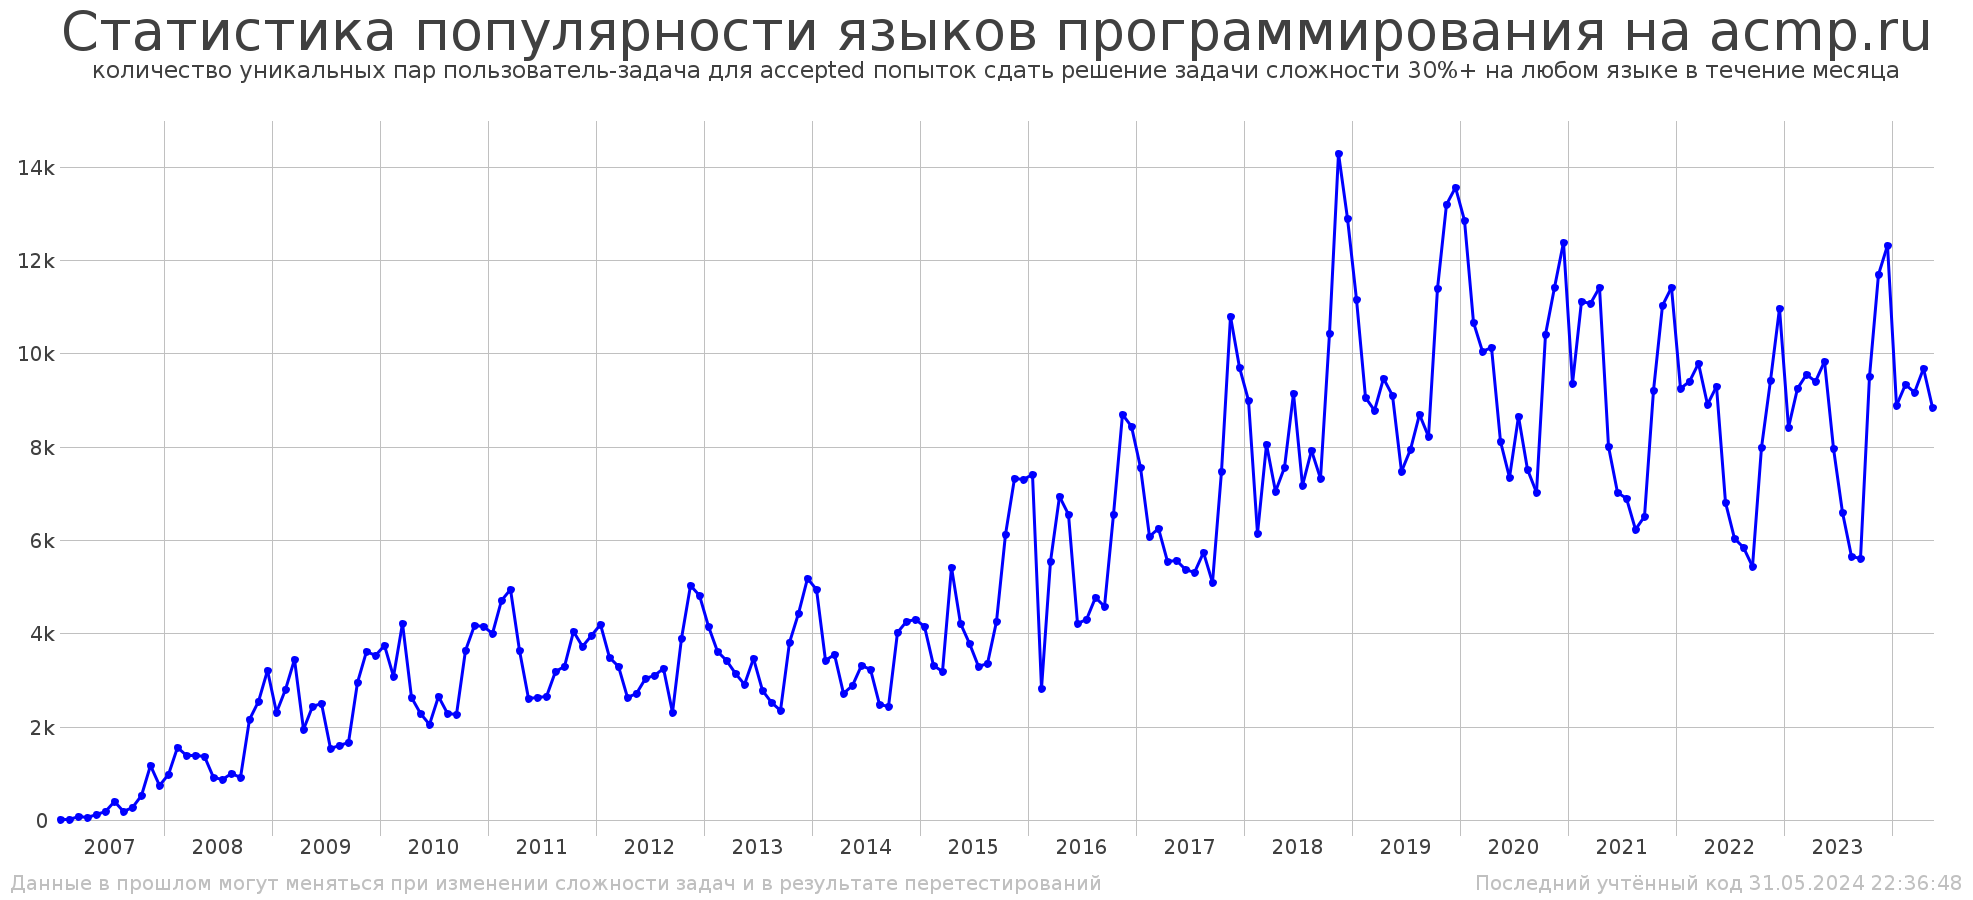 Статистика популярности языков программирования на acmp.ru
количество уникальных пар пользователь-задача для accepted попыток сдать решение задачи сложности 30%+ на любом языке в течение месяца
14k
12k
10k
8k
6k
4k
2k
0
2007 2008 2009 2010 2011 2012 2013 2014 2015 2016 2017 2018 2019 2020 2021 2022 2023
Данные в прошлом могут меняться при изменении сложности задач и в результате перетестирований
Последний учтённый код 31.05.2024 22:36:48